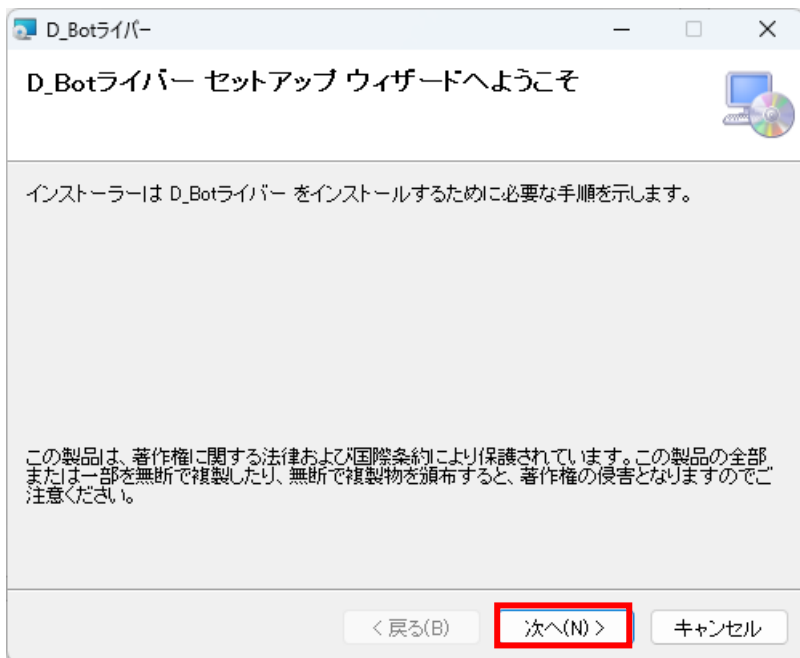 D_Botライバー
D_Botライバー セットアップ ウィザードへようこそ
インストーラーは D_Botライバー をインストールするために必要な手順を示します。
この製品は、著作権に関する法律および国際条約により保護されています。この製品の全部
または一部を無断で複製したり、無断で複製物を頒布すると、著作権の侵害となりますのでご
注意ください。
< 戻る(B)
次へ(N) >
キャンセル